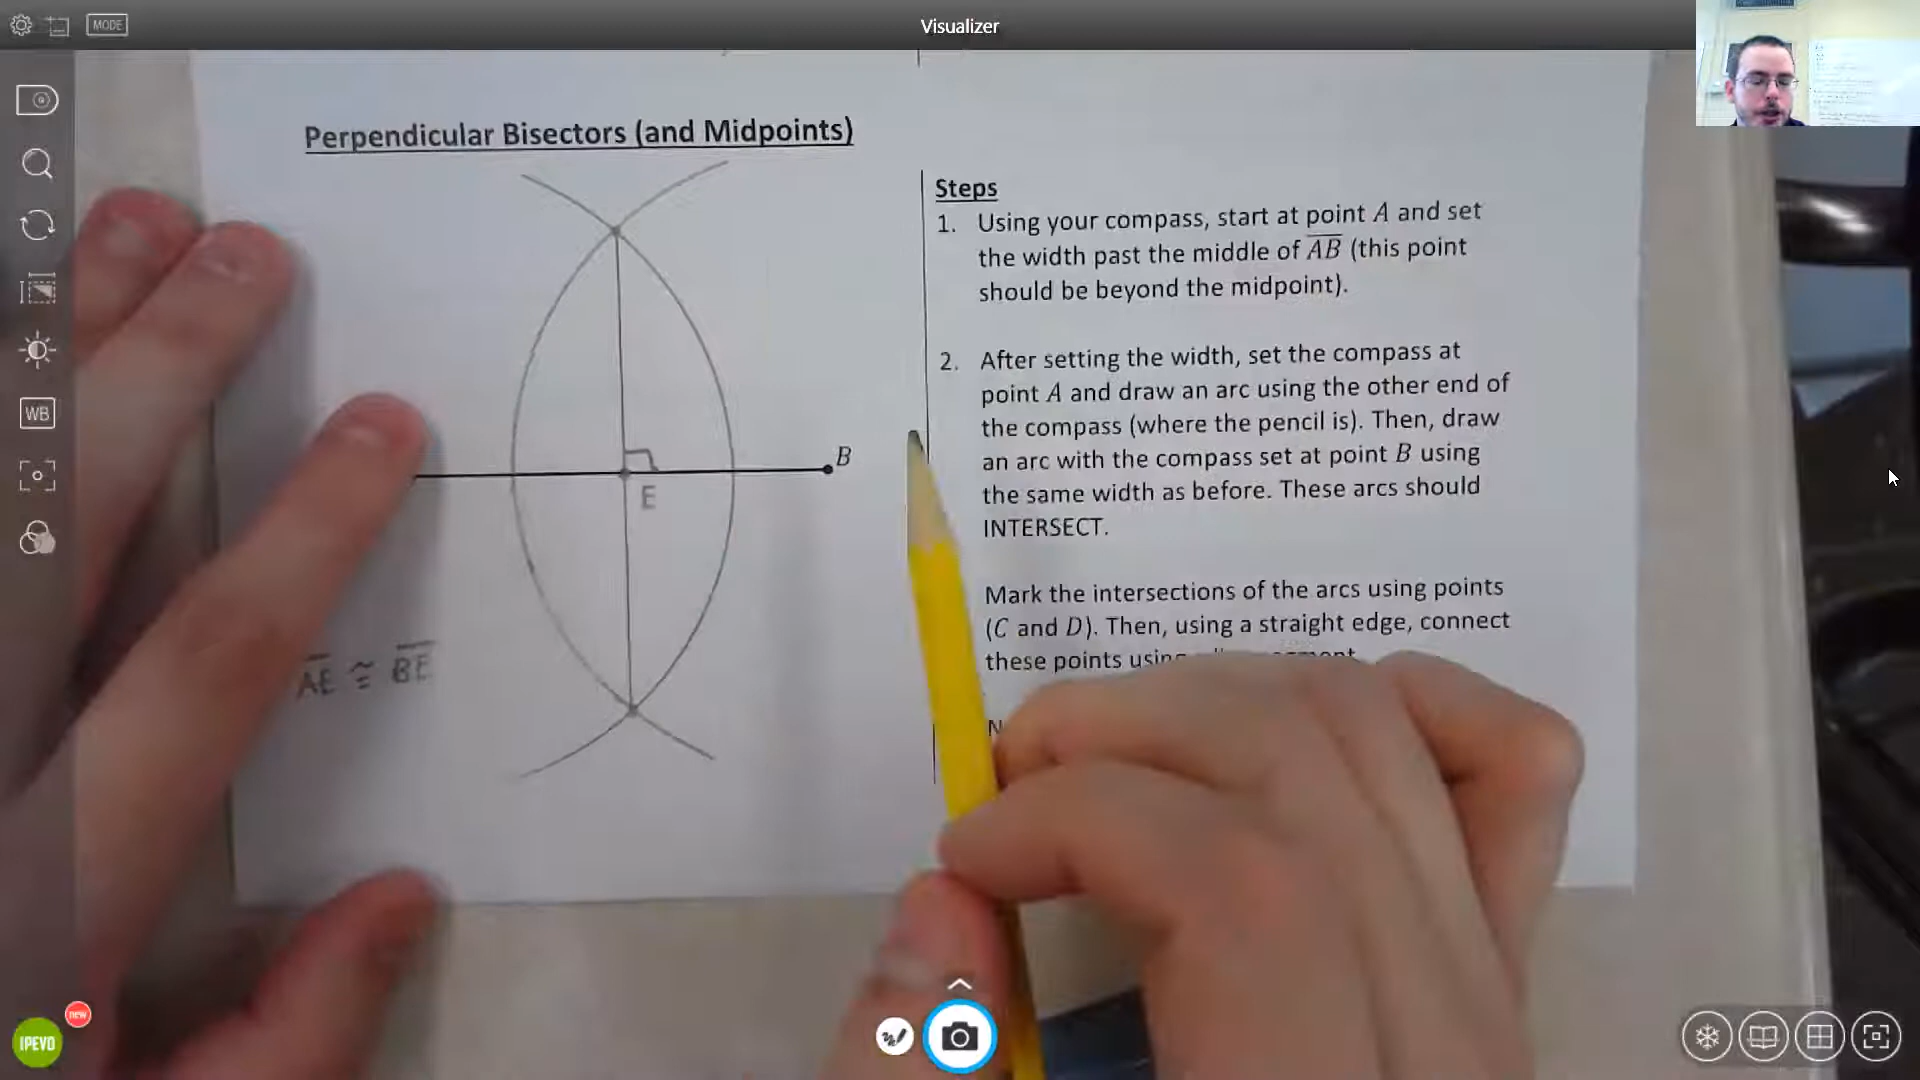 MODE
Visualizer
Perpendicular Bisectors (and Midpoints)
B
E
AE ≅ BE
Steps
1. Using your compass, start at point A and set
the width past the middle of AB (this point
should be beyond the midpoint).
2. After setting the width, set the compass at
point A and draw an arc using the other end of
the compass (where the pencil is). Then, draw
an arc with the compass set at point B using
the same width as before. These arcs should
INTERSECT.
Mark the intersections of the arcs using points
(C and D). Then, using a straight edge, connect
these points using
WB
IPEVO
new